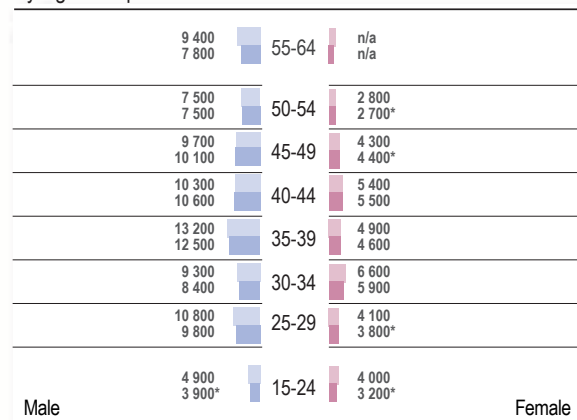 9 400 55-64 n/a
7 800 n/a
7 500 50-54 2 800
7 500 2 700*
9 700 45-49 4 300
10 100 4 400*
10 300 40-44 5 400
10 600 5 500
13 200 35-39 4 900
12 500 4 600
9 300 30-34 6 600
8 400 5 900
10 800 25-29 4 100
9 800 3 800*
4 900 15-24 4 000
3 900* 3 200*
Male Female